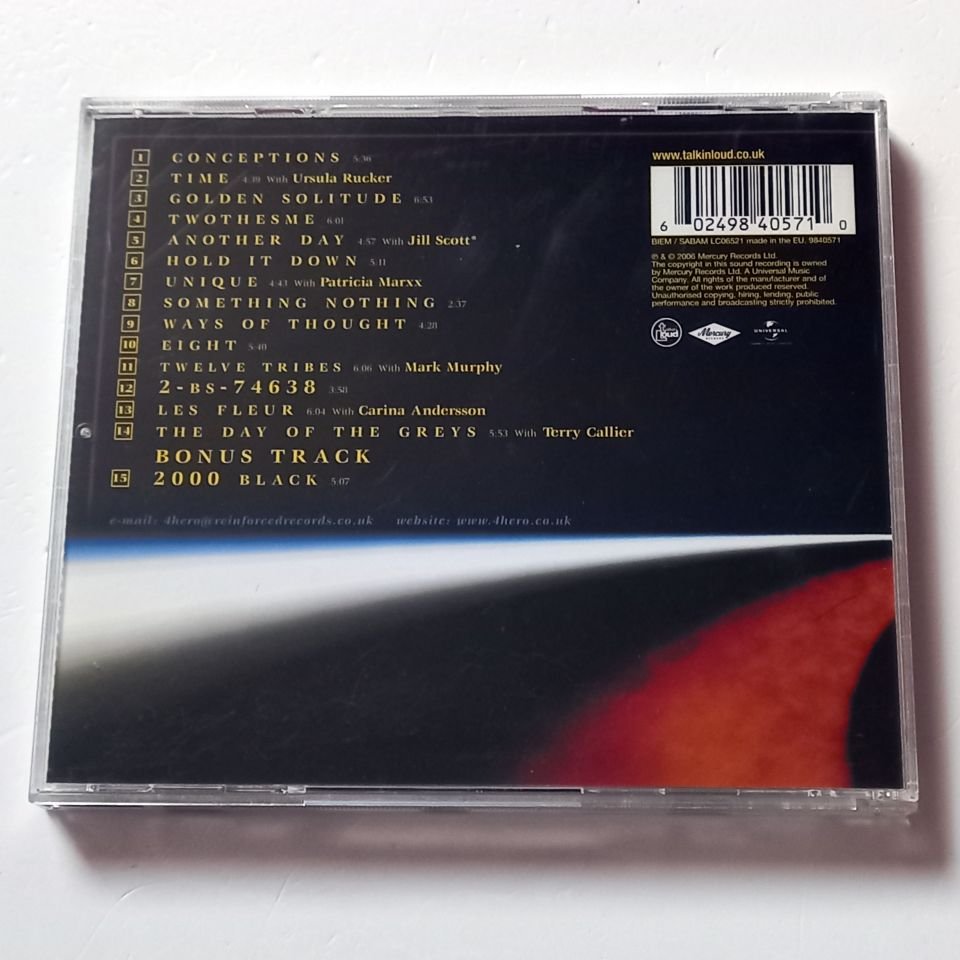 1 CONCEPTIONS 5:36
2 TIME 4:39 With Ursula Rucker
3 GOLDEN SOLITUDE 6:53
4 TWOTHESME 6:01
5 ANOTHER DAY 4:57 With Jill Scott*
6 HOLD IT DOWN 5:11
7 UNIQUE 4:43 With Patricia Marxx
8 SOMETHING NOTHING 2:37
9 WAYS OF THOUGHT 4:28
10 EIGHT 5:40
11 TWELVE TRIBES 6:06 With Mark Murphy
12 2-BS-74638 3:58
13 LES FLEUR 6:04 With Carina Andersson
14 THE DAY OF THE GREYS 5:53 With Terry Callier
BONUS TRACK
15 2000 BLACK 5:07
e-mail: 4hero@reinforcedrecords.co.uk website: www.4hero.co.uk
www.talkinloud.co.uk
6 02498 40571 0
BIEM / SABAM LC06521 made in the EU. 9840571
℗ & © 2006 Mercury Records Ltd.
The copyright in this sound recording is owned
by Mercury Records Ltd. A Universal Music
Company. All rights of the manufacturer and of
the owner of the work produced reserved.
Unauthorised copying, hiring, lending, public
performance and broadcasting strictly prohibited.
loud
Mercury
UNIVERSAL